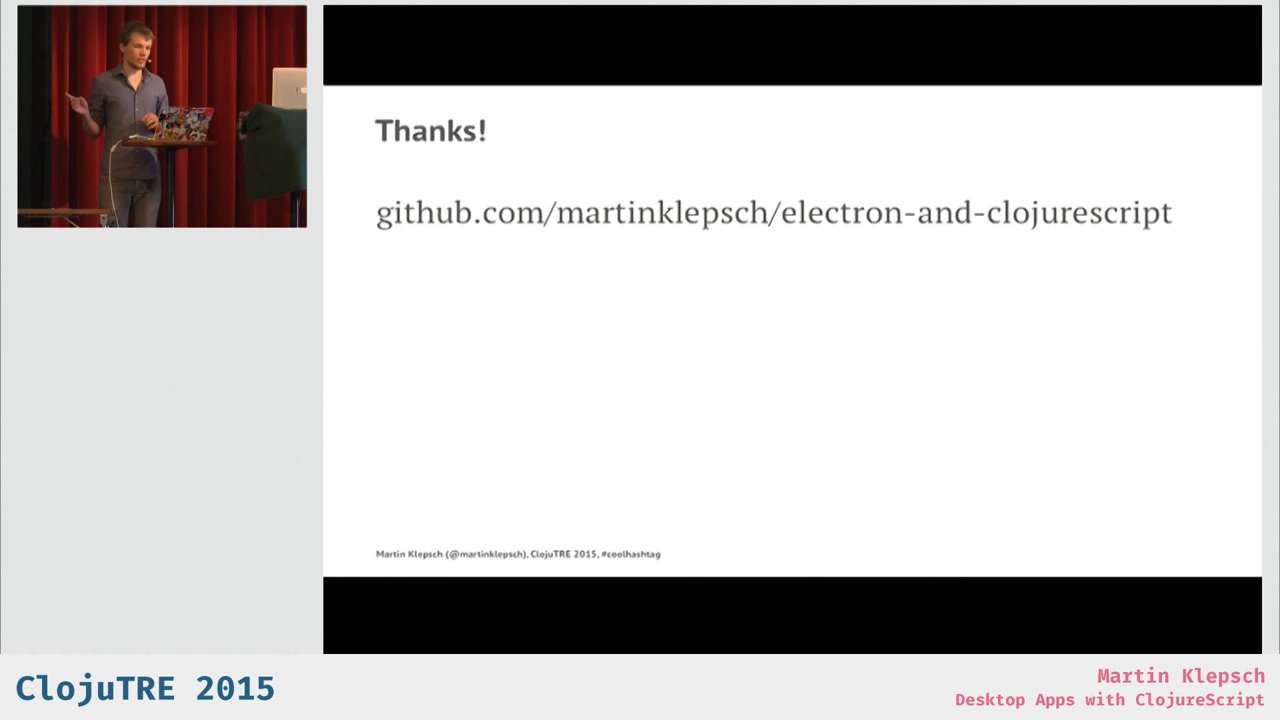 Thanks!
github.com/martinklepsch/electron-and-clojurescript
Martin Klepsch (@martinklepsch), ClojuTRE 2015, #coolhashtag
ClojuTRE 2015
Martin Klepsch
Desktop Apps with ClojureScript